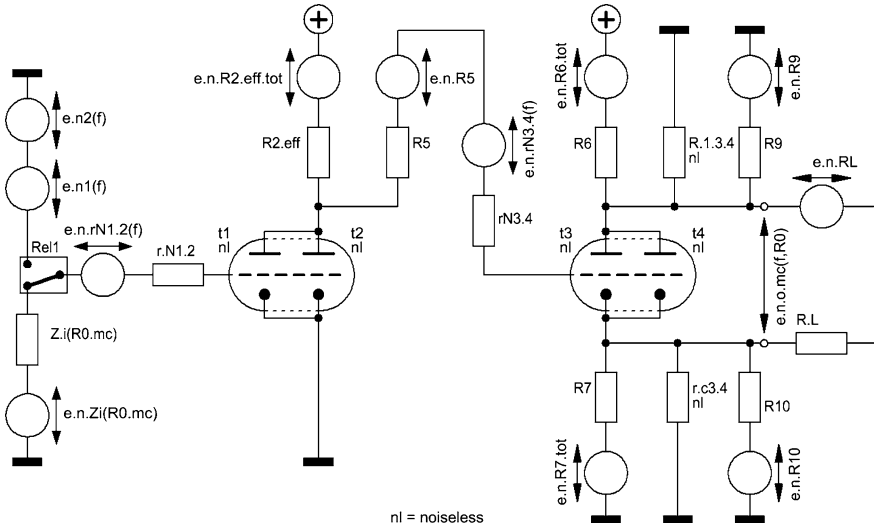 e.n2(f)
e.n1(f)
Rel1
e.n.rN1.2(f)
r.N1.2
Z.i(R0.mc)
e.n.Zi(R0.mc)
e.n.R2.eff.tot
R2.eff
e.n.R5
R5
t1
nl
t2
nl
e.n.rN3.4(f)
rN3.4
e.n.R6.tot
R6
R.1.3.4
nl
e.n.R9
R9
e.n.RL
t3
nl
t4
nl
e.n.o.mc(f,R0)
R.L
R7
r.c3.4
nl
R10
e.n.R7.tot
e.n.R10
nl = noiseless